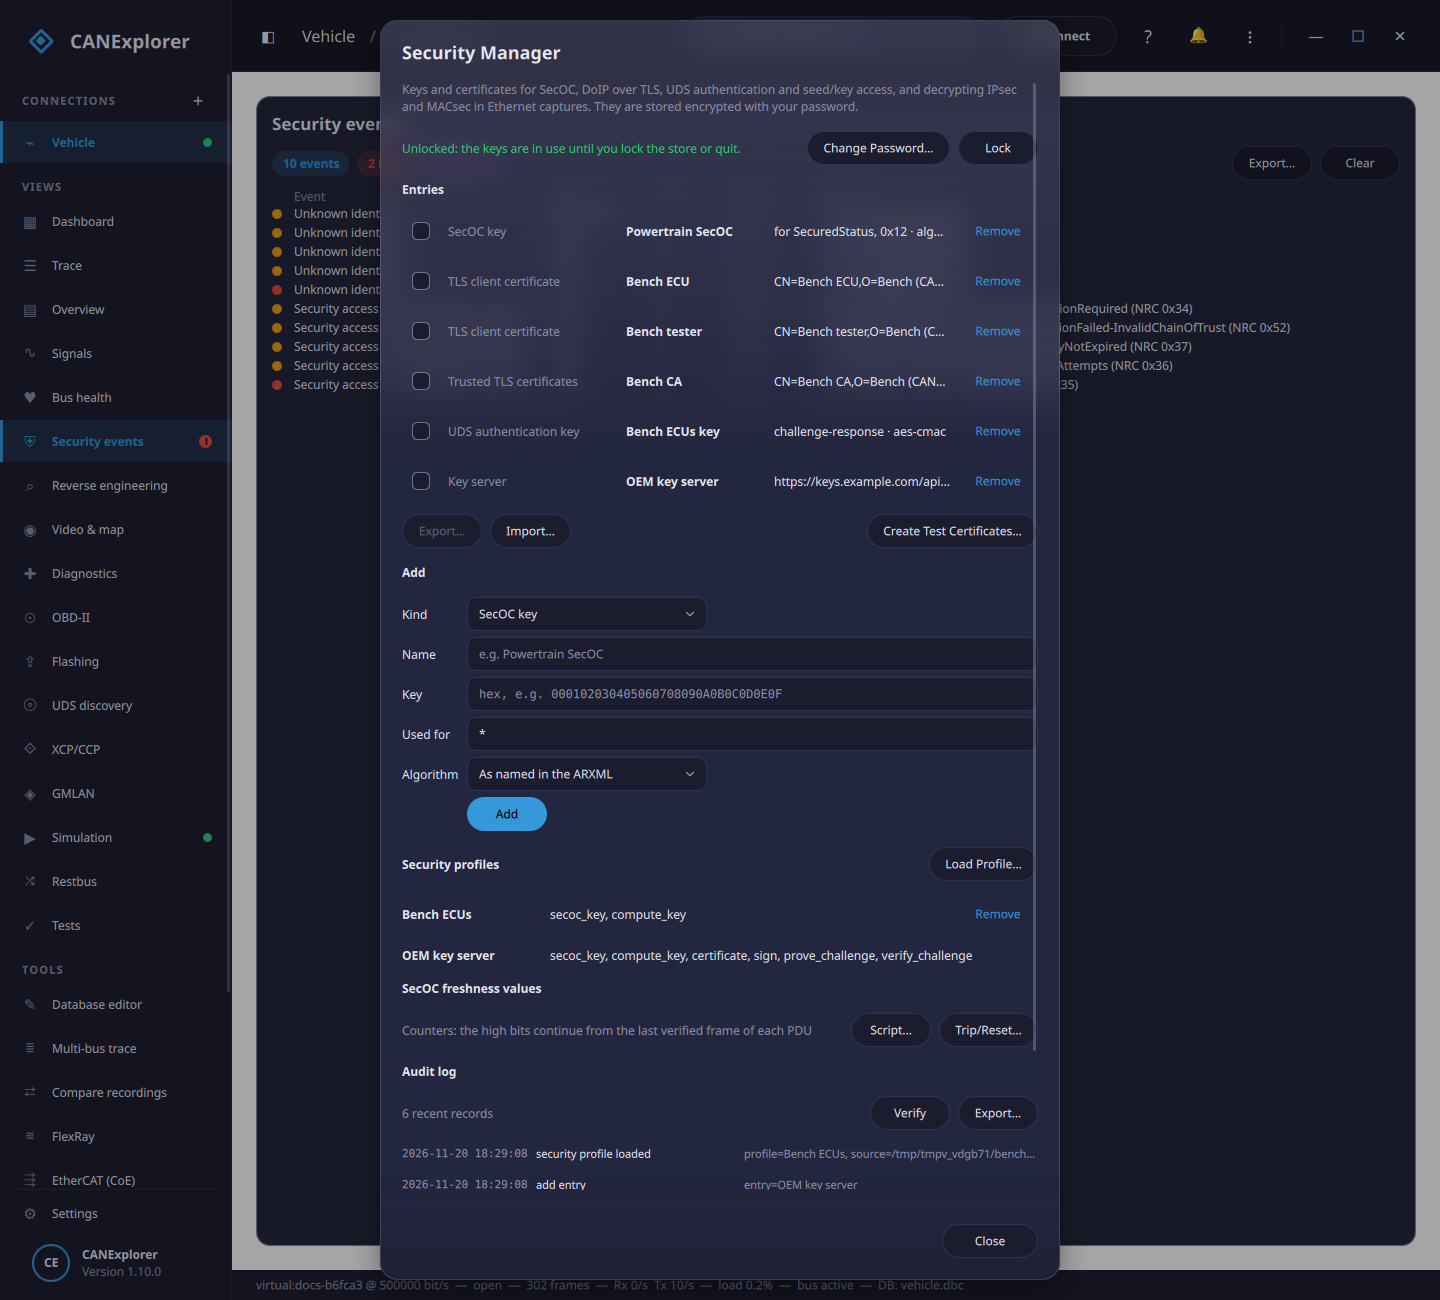 CANExplorer
CONNECTIONS +
Vehicle
VIEWS
Dashboard
Trace
Overview
Signals
Bus health
Security events
Reverse engineering
Video & map
Diagnostics
OBD-II
Flashing
UDS discovery
XCP/CCP
GMLAN
Simulation
Restbus
Tests
TOOLS
Database editor
Multi-bus trace
Compare recordings
FlexRay
EtherCAT (CoE)
Settings
CE
CANExplorer
Version 1.10.0
Vehicle /
?
10 events
Export...
Clear
Event
Unknown
Unknown
Unknown
Unknown
Unknown
Security access
Security access
Security access
Security access
Security access
(NRC 0x34)
(NRC 0x52)
(NRC 0x37)
(NRC 0x36)
Security Manager
Keys and certificates for SecOC, DoIP over TLS, UDS authentication and seed/key access, and decrypting IPsec
and MACsec in Ethernet captures. They are stored encrypted with your password.
Unlocked: the keys are in use until you lock the store or quit.
Change Password...
Lock
Entries
SecOC key Powertrain SecOC for SecuredStatus, 0x12 · alg... Remove
TLS client certificate Bench ECU CN=Bench ECU,O=Bench (CA... Remove
TLS client certificate Bench tester CN=Bench tester,O=Bench (C... Remove
Trusted TLS certificates Bench CA CN=Bench CA,O=Bench (CAN... Remove
UDS authentication key Bench ECUs key challenge-response · aes-cmac Remove
Key server OEM key server https://keys.example.com/api... Remove
Export... Import... Create Test Certificates...
Add
Kind SecOC key
Name e.g. Powertrain SecOC
Key hex, e.g. 000102030405060708090A0B0C0D0E0F
Used for *
Algorithm As named in the ARXML
Add
Security profiles Load Profile...
Bench ECUs secoc_key, compute_key Remove
OEM key server secoc_key, compute_key, certificate, sign, prove_challenge, verify_challenge
SecOC freshness values
Counters: the high bits continue from the last verified frame of each PDU Script... Trip/Reset...
Audit log
6 recent records Verify Export...
2026-11-20 18:29:08 security profile loaded profile=Bench ECUs, source=/tmp/tmpv_vdgb71/bench...
2026-11-20 18:29:08 add entry entry=OEM key server
Close
virtual:docs-b6fca3 @ 500000 bit/s — open — 302 frames — Rx 0/s Tx 10/s — load 0.2% — bus active — DB: vehicle.dbc